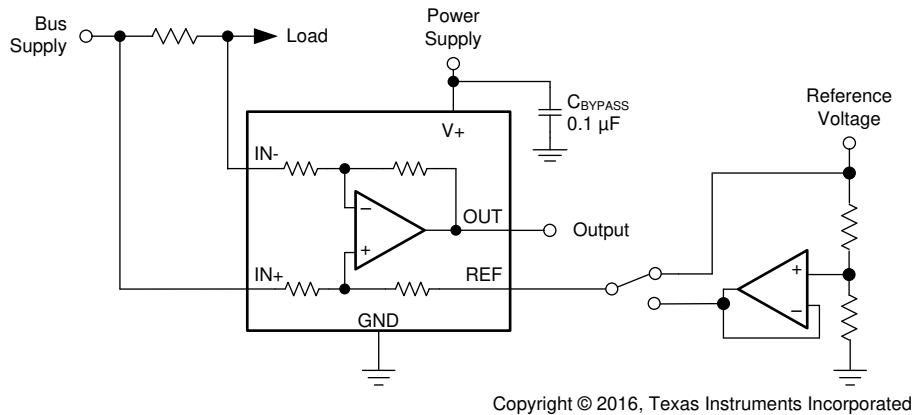 Bus
Supply
Load
Power
Supply
C_BYPASS
0.1 µF
Reference
Voltage
V+
IN-
–
+
OUT
Output
IN+
REF
GND
+
–
Copyright © 2016, Texas Instruments Incorporated